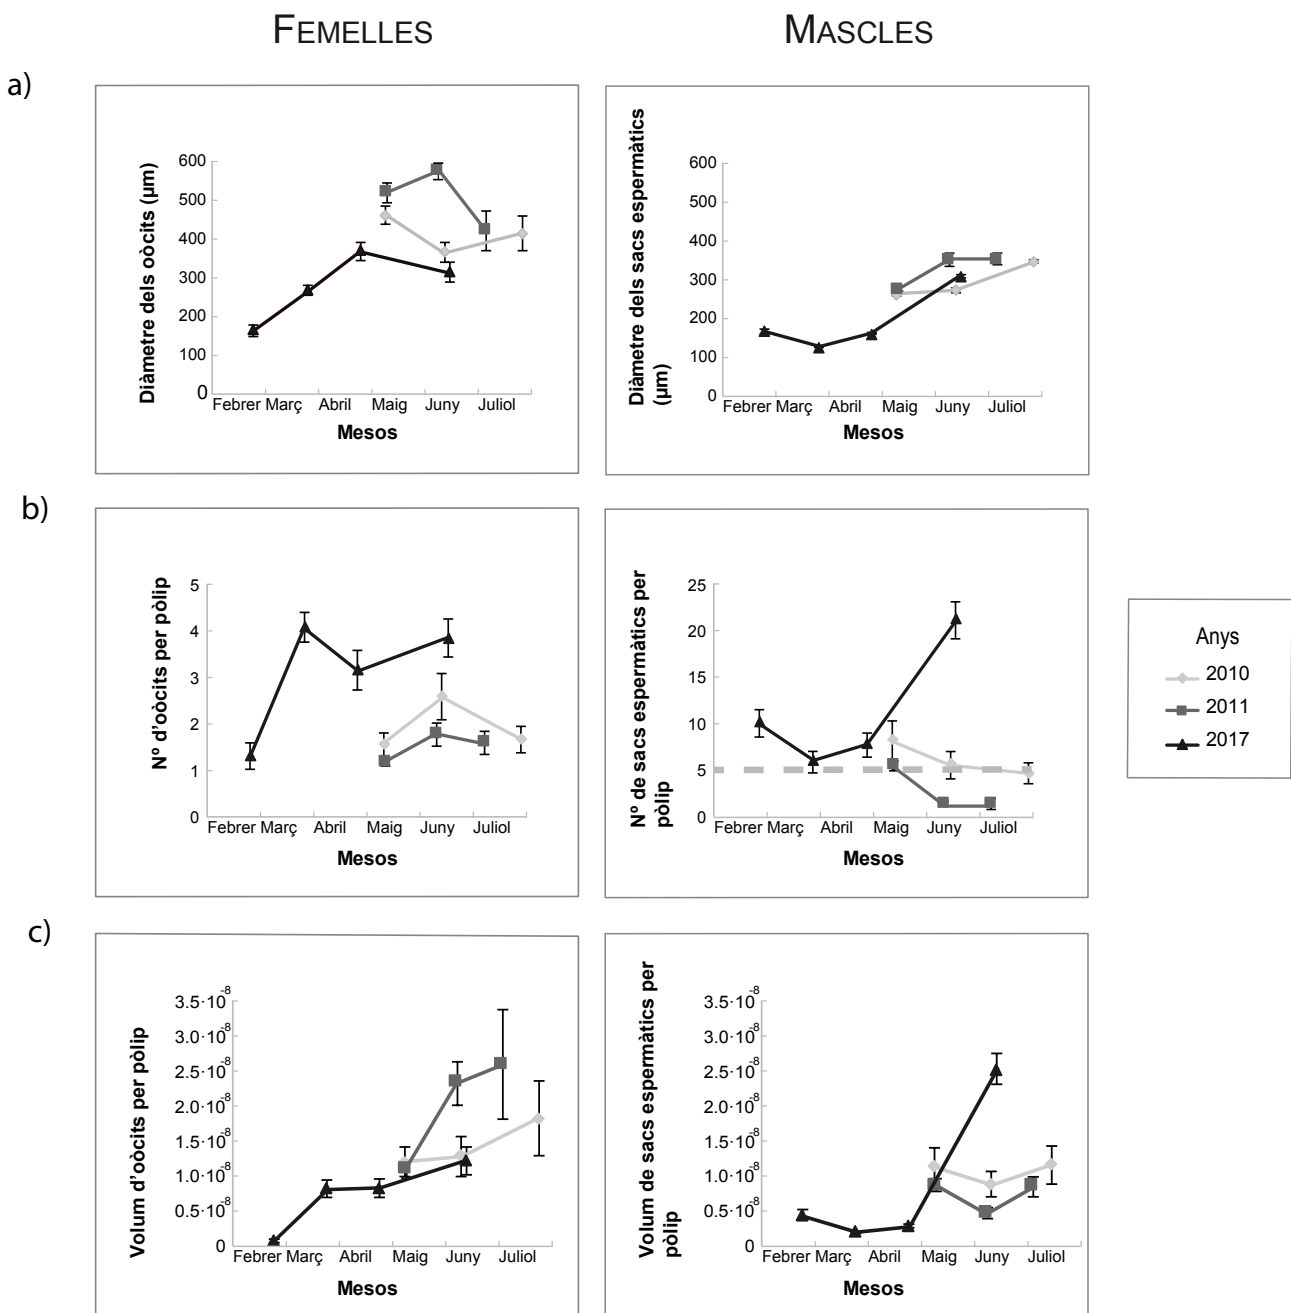 FEMELLES
MASCLES
a)
Diàmetre dels oòcits (µm)
600
500
400
300
200
100
0
Febrer Març Abril Maig Juny Juliol
Mesos
Diàmetre dels sacs espermàtics
(µm)
600
500
400
300
200
100
0
Febrer Març Abril Maig Juny Juliol
Mesos
b)
Nº d'oòcits per pòlip
5
4
3
2
1
0
Febrer Març Abril Maig Juny Juliol
Mesos
Nº de sacs espermàtics per
pòlip
25
20
15
10
5
0
Febrer Març Abril Maig Juny Juliol
Mesos
Anys
2010
2011
2017
c)
Volum d'oòcits per pòlip
3.5·10-8
3.0·10-8
2.5·10-8
2.0·10-8
1.5·10-8
1.0·10-8
0.5·10-8
0
Febrer Març Abril Maig Juny Juliol
Mesos
Volum de sacs espermàtics per
pòlip
3.5·10-8
3.0·10-8
2.5·10-8
2.0·10-8
1.5·10-8
1.0·10-8
0.5·10-8
0
Febrer Març Abril Maig Juny Juliol
Mesos